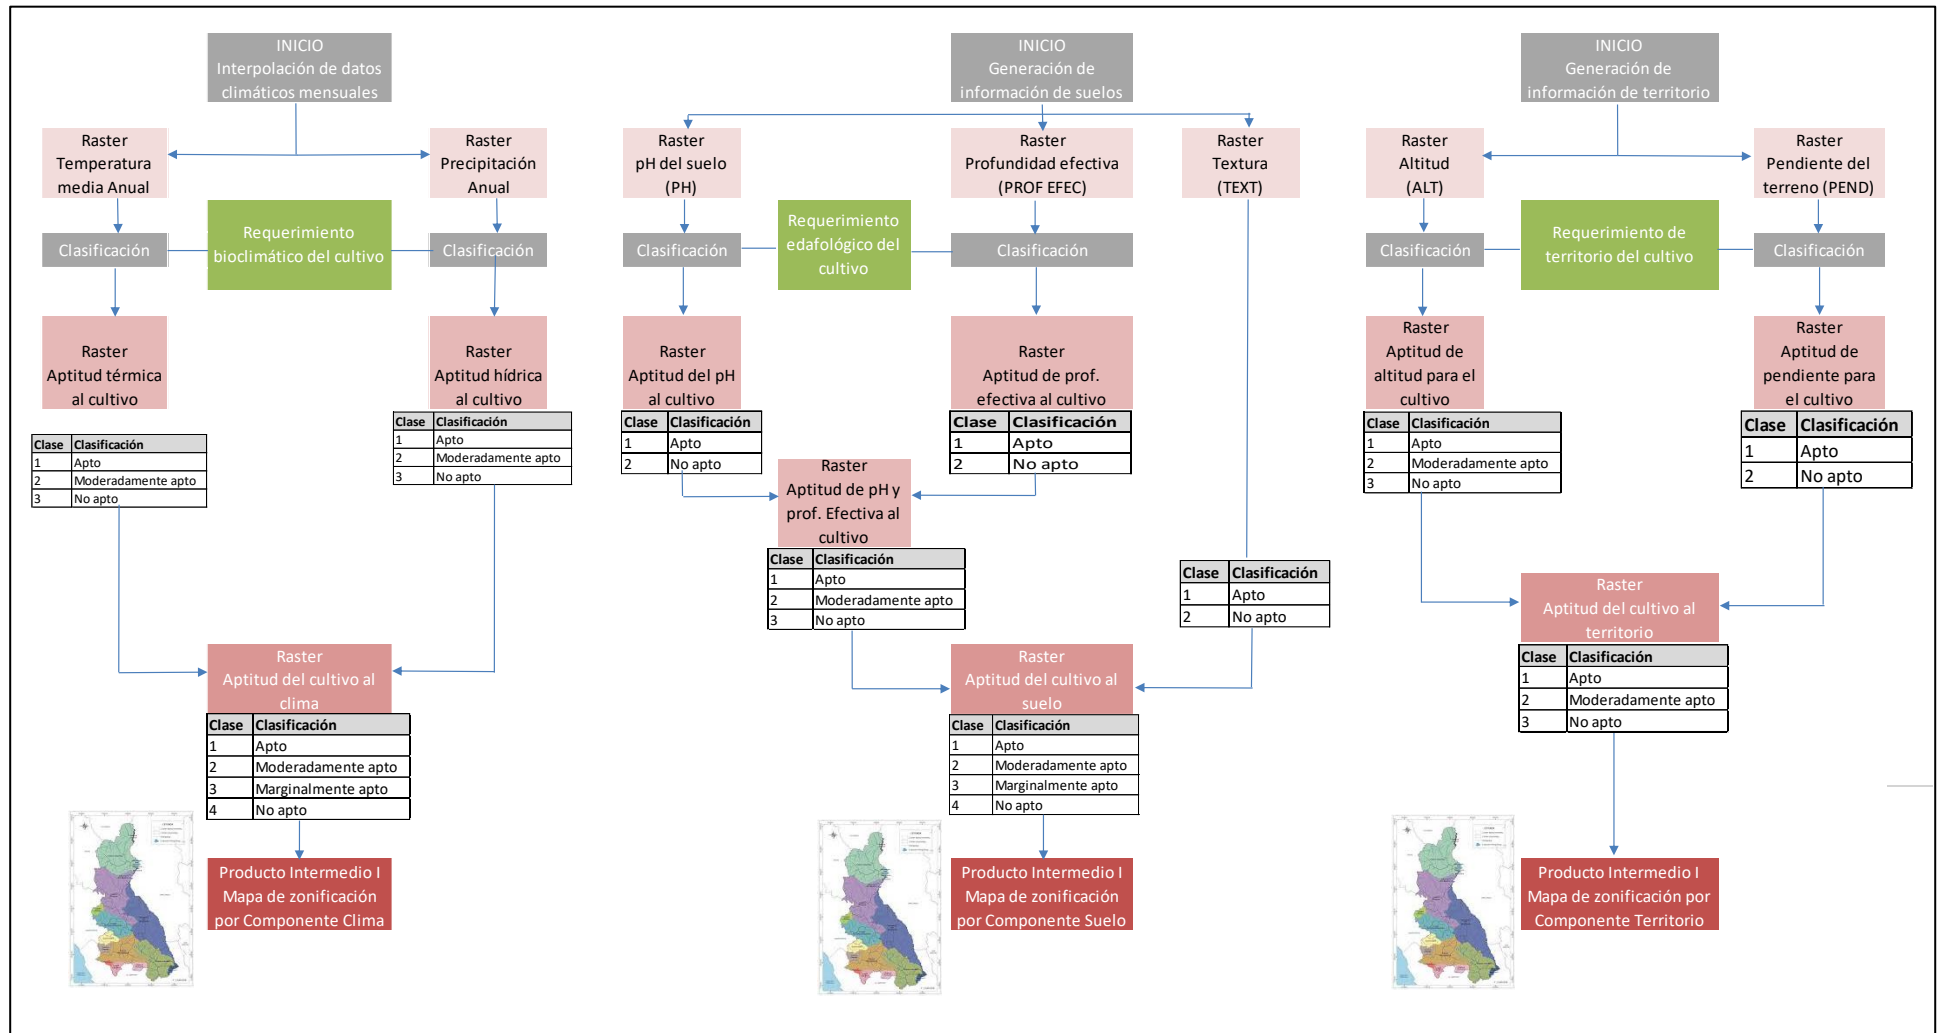 INICIO
Interpolación de datos
climáticos mensuales
Raster
Temperatura
media Anual
Raster
Precipitación
Anual
Clasificación
Requerimiento
bioclimático del cultivo
Clasificación
Raster
Aptitud térmica
al cultivo
Raster
Aptitud hídrica
al cultivo
Clase Clasificación
1 Apto
2 Moderadamente apto
3 No apto
Clase Clasificación
1 Apto
2 Moderadamente apto
3 No apto
Raster
Aptitud del cultivo al
clima
Clase Clasificación
1 Apto
2 Moderadamente apto
3 Marginalmente apto
4 No apto
Producto Intermedio I
Mapa de zonificación
por Componente Clima
INICIO
Generación de
información de suelos
Raster
pH del suelo
(PH)
Raster
Profundidad efectiva
(PROF EFEC)
Raster
Textura
(TEXT)
Clasificación
Requerimiento
edafológico del
cultivo
Clasificación
Raster
Aptitud del pH
al cultivo
Raster
Aptitud de prof.
efectiva al cultivo
Clase Clasificación
1 Apto
2 No apto
Clase Clasificación
1 Apto
2 No apto
Raster
Aptitud de pH y
prof. Efectiva al
cultivo
Clase Clasificación
1 Apto
2 Moderadamente apto
3 No apto
Clase Clasificación
1 Apto
2 No apto
Raster
Aptitud del cultivo al
suelo
Clase Clasificación
1 Apto
2 Moderadamente apto
3 Marginalmente apto
4 No apto
Producto Intermedio I
Mapa de zonificación
por Componente Suelo
INICIO
Generación de
información de territorio
Raster
Altitud
(ALT)
Raster
Pendiente del
terreno (PEND)
Clasificación
Requerimiento de
territorio del cultivo
Clasificación
Raster
Aptitud de
altitud para el
cultivo
Raster
Aptitud de
pendiente para
el cultivo
Clase Clasificación
1 Apto
2 Moderadamente apto
3 No apto
Clase Clasificación
1 Apto
2 No apto
Raster
Aptitud del cultivo al
territorio
Clase Clasificación
1 Apto
2 Moderadamente apto
3 No apto
Producto Intermedio I
Mapa de zonificación por
Componente Territorio